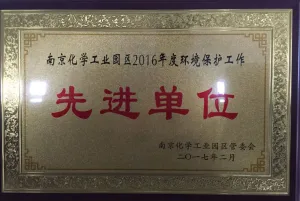 南京化学工业园区2016年度环境保护工作
先进单位
南京化学工业园区管委会
二〇一七年二月